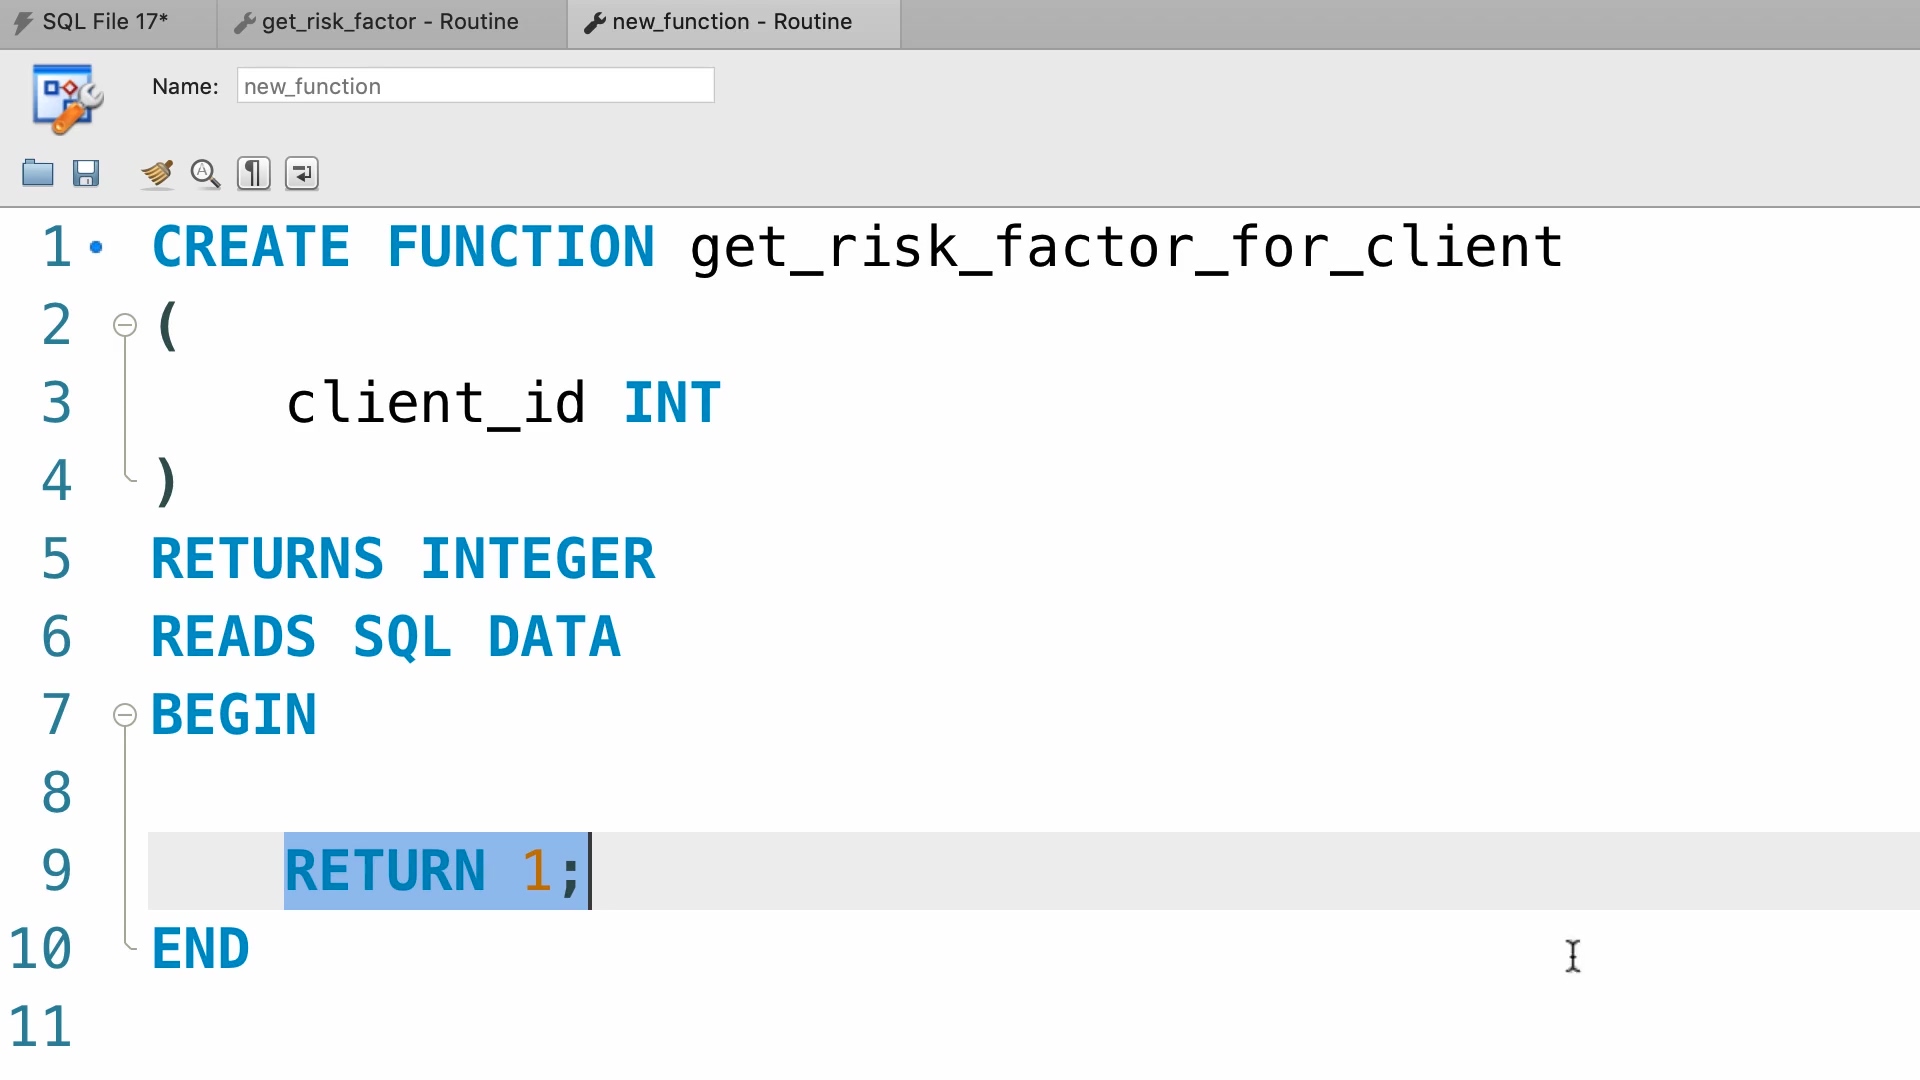 SQL File 17* get_risk_factor - Routine new_function - Routine
Name: new_function
1 CREATE FUNCTION get_risk_factor_for_client
2 (
3 client_id INT
4 )
5 RETURNS INTEGER
6 READS SQL DATA
7 BEGIN
8
9 RETURN 1;
10 END
11